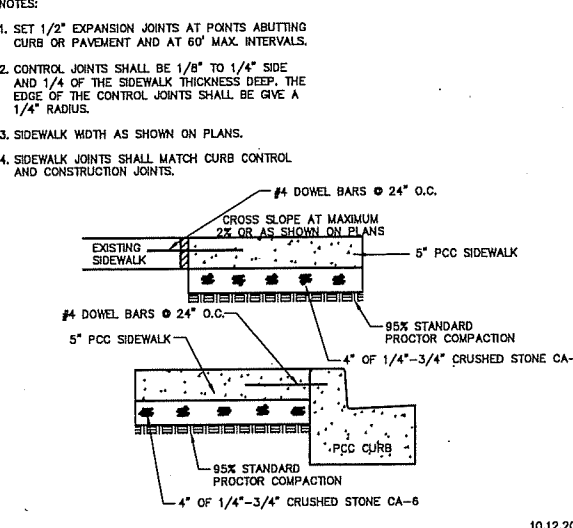 NOTES:
1. SET 1/2" EXPANSION JOINTS AT POINTS ABUTTING
CURB OR PAVEMENT AND AT 60' MAX. INTERVALS.
2. CONTROL JOINTS SHALL BE 1/8" TO 1/4" SIDE
AND 1/4 OF THE SIDEWALK THICKNESS DEEP. THE
EDGE OF THE CONTROL JOINTS SHALL BE GIVE A
1/4" RADIUS.
3. SIDEWALK WIDTH AS SHOWN ON PLANS.
4. SIDEWALK JOINTS SHALL MATCH CURB CONTROL
AND CONSTRUCTION JOINTS.
#4 DOWEL BARS @ 24" O.C.
CROSS SLOPE AT MAXIMUM
2% OR AS SHOWN ON PLANS
EXISTING
SIDEWALK
5" PCC SIDEWALK
#4 DOWEL BARS @ 24" O.C.
95% STANDARD
PROCTOR COMPACTION
5" PCC SIDEWALK
4" OF 1/4"-3/4" CRUSHED STONE CA-
PCC CURB
95% STANDARD
PROCTOR COMPACTION
4" OF 1/4"-3/4" CRUSHED STONE CA-6
10.12.20